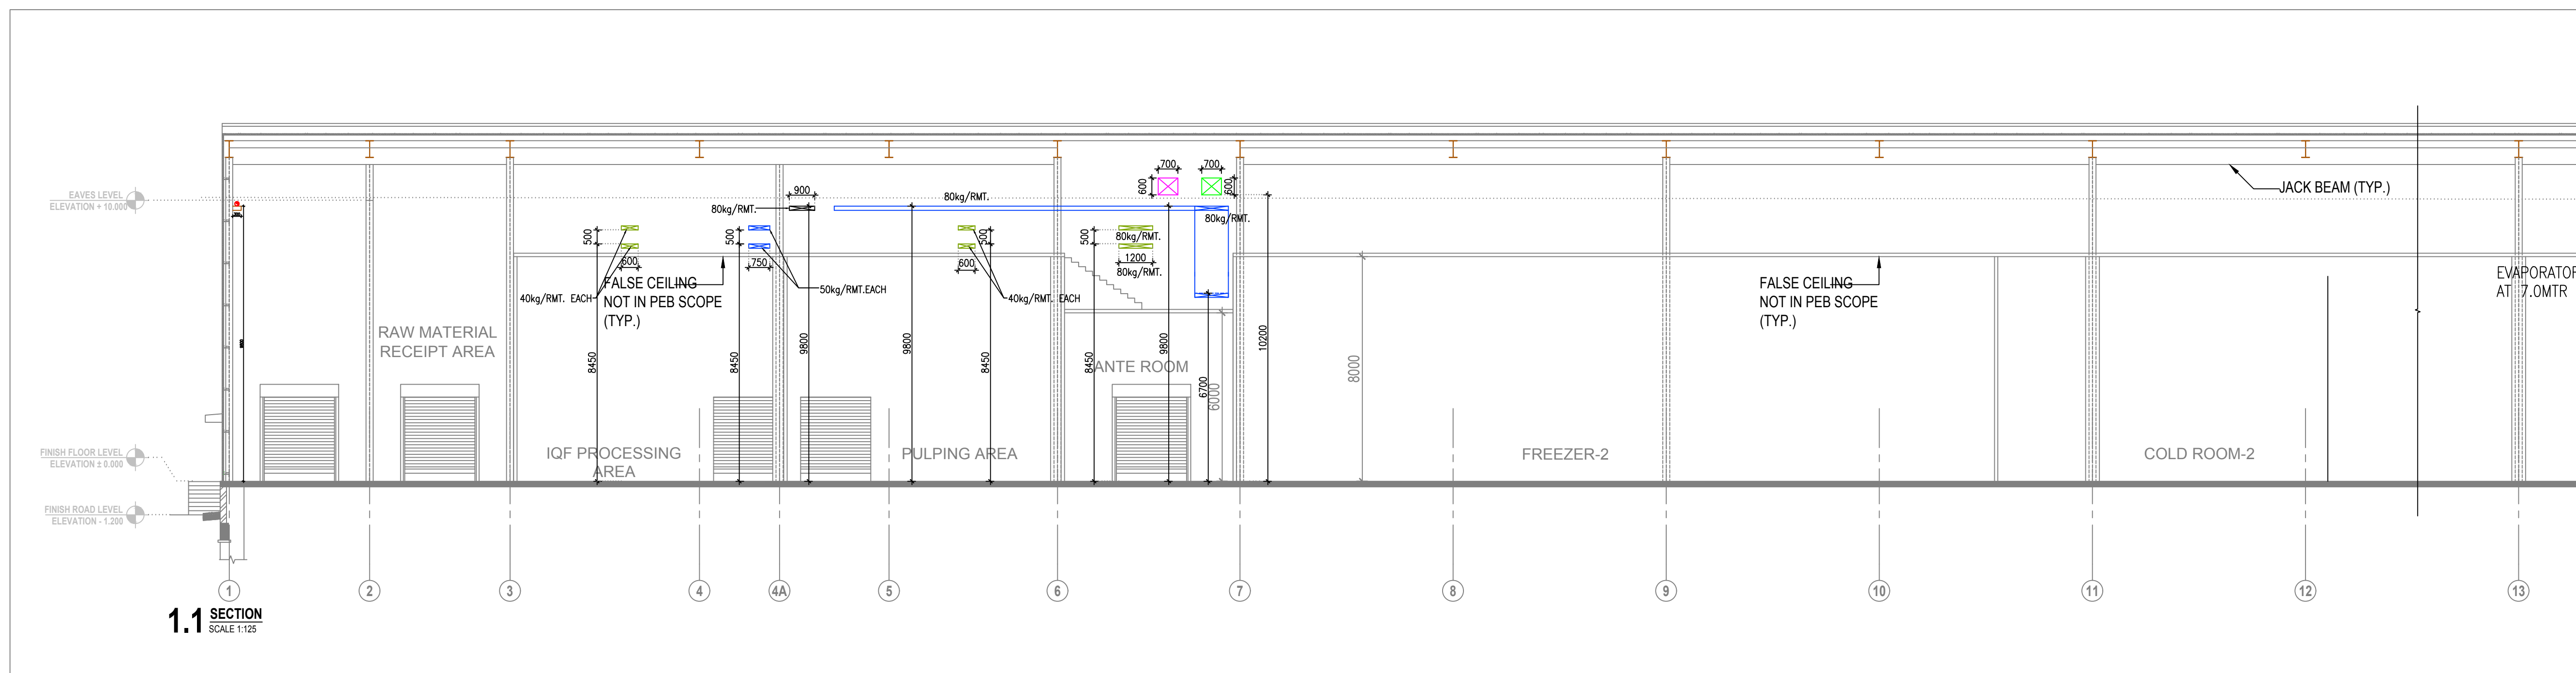 EAVES LEVEL
ELEVATION + 10.000
FINISH FLOOR LEVEL
ELEVATION ± 0.000
FINISH ROAD LEVEL
ELEVATION - 1.200
RAW MATERIAL
RECEIPT AREA
500
600
40kg/RMT. EACH
8450
FALSE CEILING
NOT IN PEB SCOPE
(TYP.)
IQF PROCESSING
AREA
500
750
50kg/RMT.EACH
8450
900
80kg/RMT.
9800
80kg/RMT.
9800
500
600
40kg/RMT. EACH
8450
PULPING AREA
500
80kg/RMT.
1200
80kg/RMT.
8450
ANTE ROOM
9800
700
600
700
600
80kg/RMT.
6700
6000
10200
8000
FREEZER-2
FALSE CEILING
NOT IN PEB SCOPE
(TYP.)
JACK BEAM (TYP.)
COLD ROOM-2
EVAPORATOR
AT 7.0MTR
1
2
3
4
4A
5
6
7
8
9
10
11
12
13
1.1 SECTION
SCALE 1:125